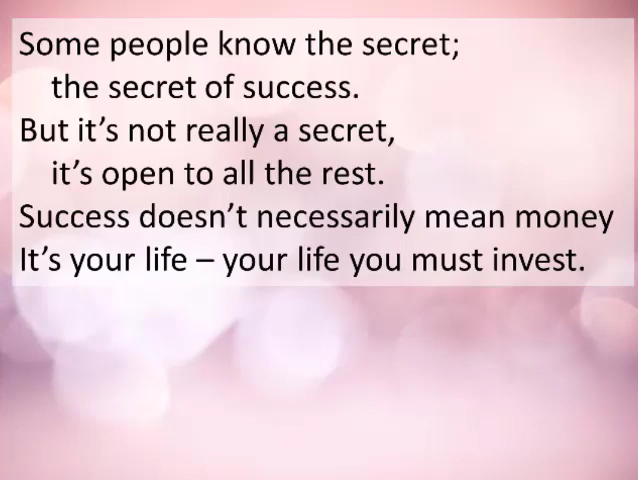 Some people know the secret;
the secret of success.
But it’s not really a secret,
it’s open to all the rest.
Success doesn’t necessarily mean money
It’s your life – your life you must invest.